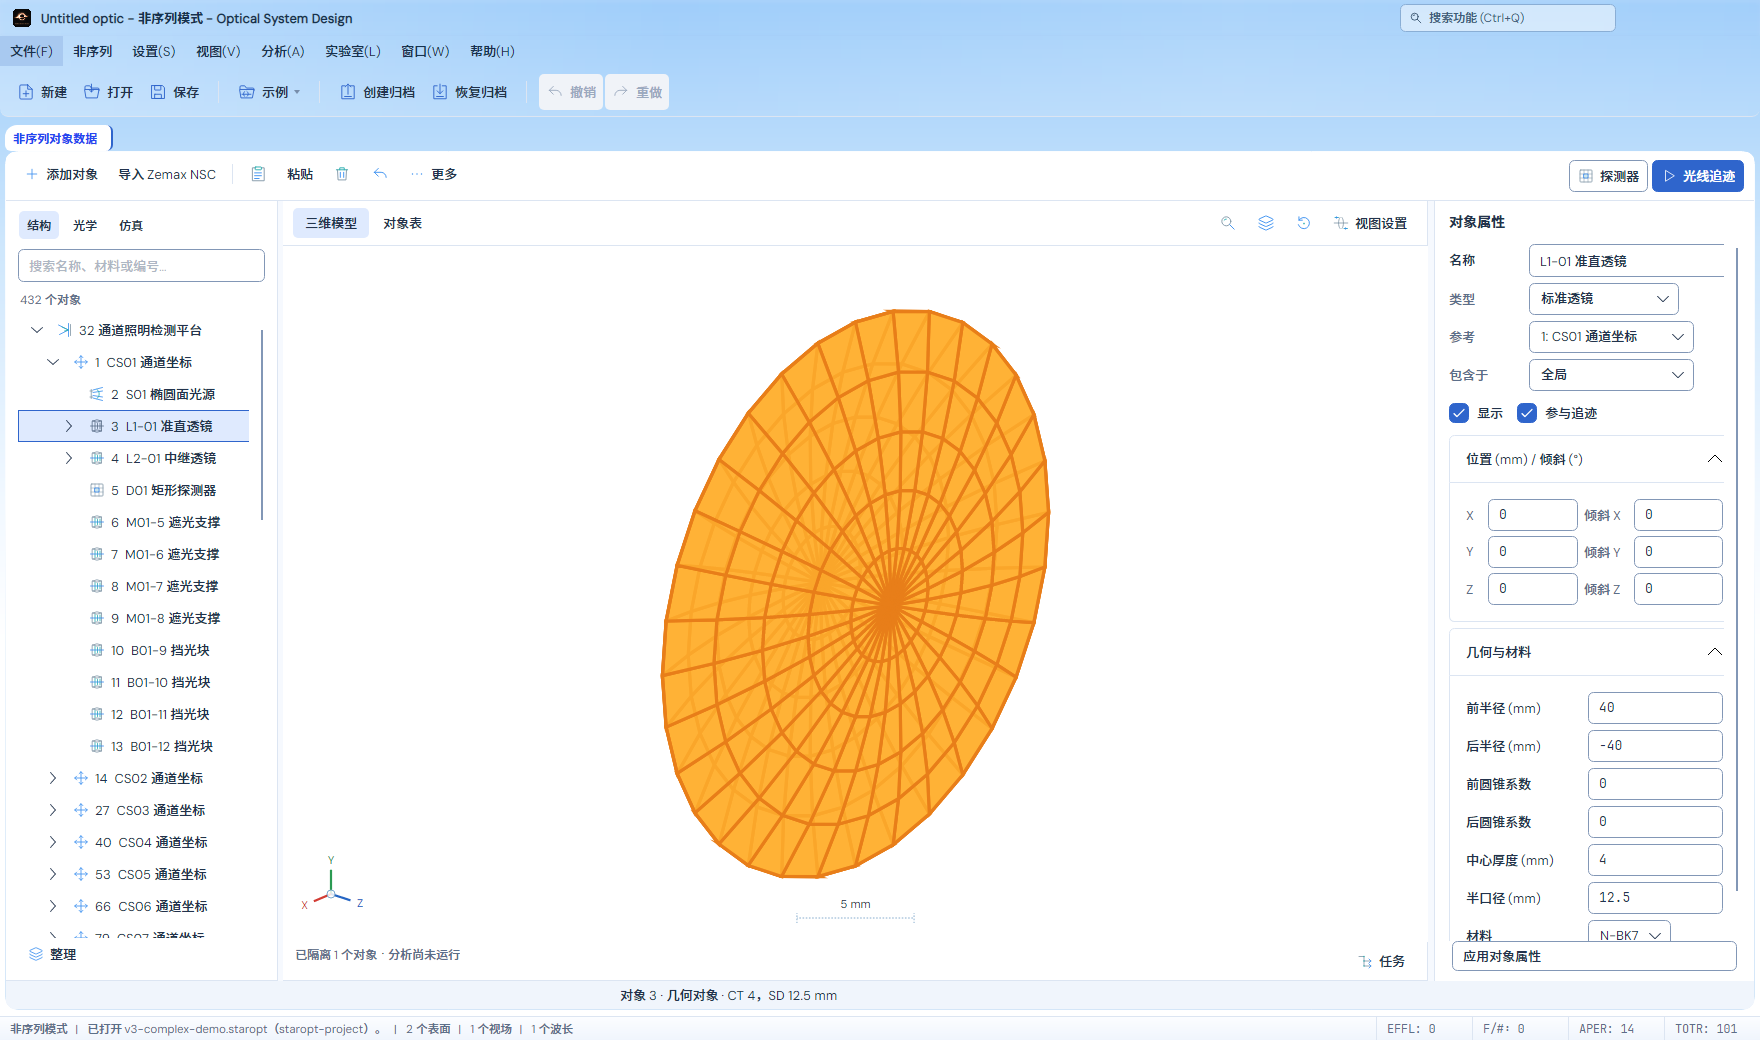 Untitled optic - 非序列模式 - Optical System Design
搜索功能 (Ctrl+Q)
文件(F) 非序列 设置(S) 视图(V) 分析(A) 实验室(L) 窗口(W) 帮助(H)
新建 打开 保存 示例 创建归档 恢复归档 撤销 重做
非序列对象数据
添加对象 导入 Zemax NSC 粘贴 ··· 更多 探测器 光线追迹
结构 光学 仿真
搜索名称、材料或编号...
432 个对象
32 通道照明检测平台
1 CS01 通道坐标
2 S01 椭圆面光源
3 L1-01 准直透镜
4 L2-01 中继透镜
5 D01 矩形探测器
6 M01-5 遮光支撑
7 M01-6 遮光支撑
8 M01-7 遮光支撑
9 M01-8 遮光支撑
10 B01-9 挡光块
11 B01-10 挡光块
12 B01-11 挡光块
13 B01-12 挡光块
14 CS02 通道坐标
27 CS03 通道坐标
40 CS04 通道坐标
53 CS05 通道坐标
66 CS06 通道坐标
79 CS07 通道坐标
整理
三维模型 对象表 视图设置
Y
X
Z
5 mm
已隔离 1 个对象 · 分析尚未运行
任务
对象属性
名称 L1-01 准直透镜
类型 标准透镜
参考 1: CS01 通道坐标
包含于 全局
显示 参与追迹
位置 (mm) / 倾斜 (°)
X 0 倾斜 X 0
Y 0 倾斜 Y 0
Z 0 倾斜 Z 0
几何与材料
前半径 (mm) 40
后半径 (mm) -40
前圆锥系数 0
后圆锥系数 0
中心厚度 (mm) 4
半口径 (mm) 12.5
材料 N-BK7
应用对象属性
对象 3 · 几何对象 · CT 4，SD 12.5 mm
非序列模式 | 已打开 v3-complex-demo.staropt（staropt-project）。 | 2 个表面 | 1 个视场 | 1 个波长
EFFL: 0 F/#: 0 APER: 14 TOTR: 101